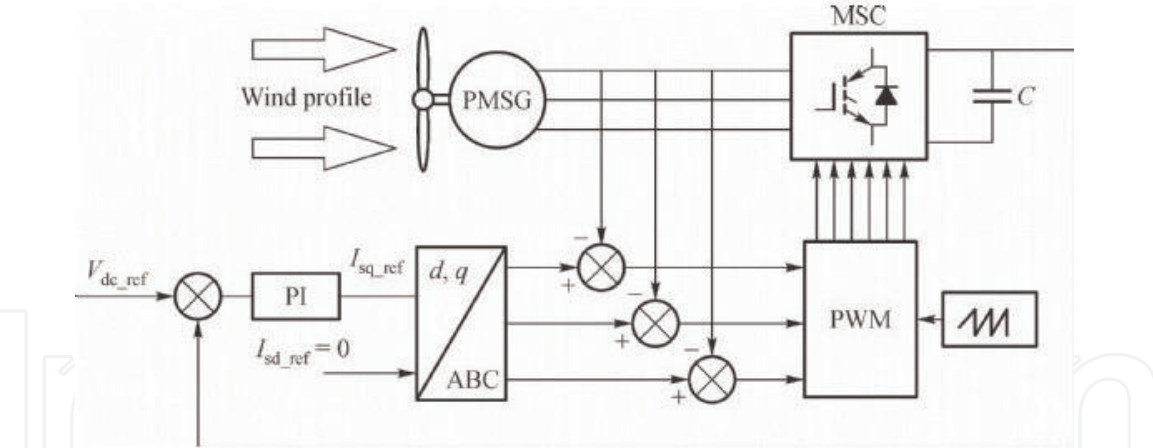 MSC
Wind profile
PMSG
C
V_dc_ref
PI
I_sq_ref
I_sd_ref = 0
d, q
ABC
−
+
−
+
−
+
PWM